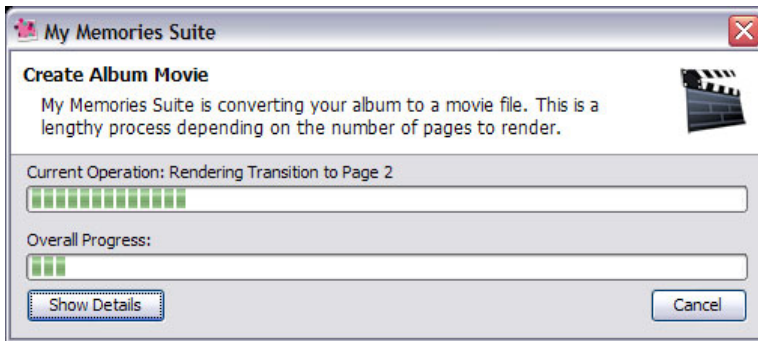 My Memories Suite
Create Album Movie
My Memories Suite is converting your album to a movie file. This is a
lengthy process depending on the number of pages to render.
Current Operation: Rendering Transition to Page 2
Overall Progress:
Show Details
Cancel